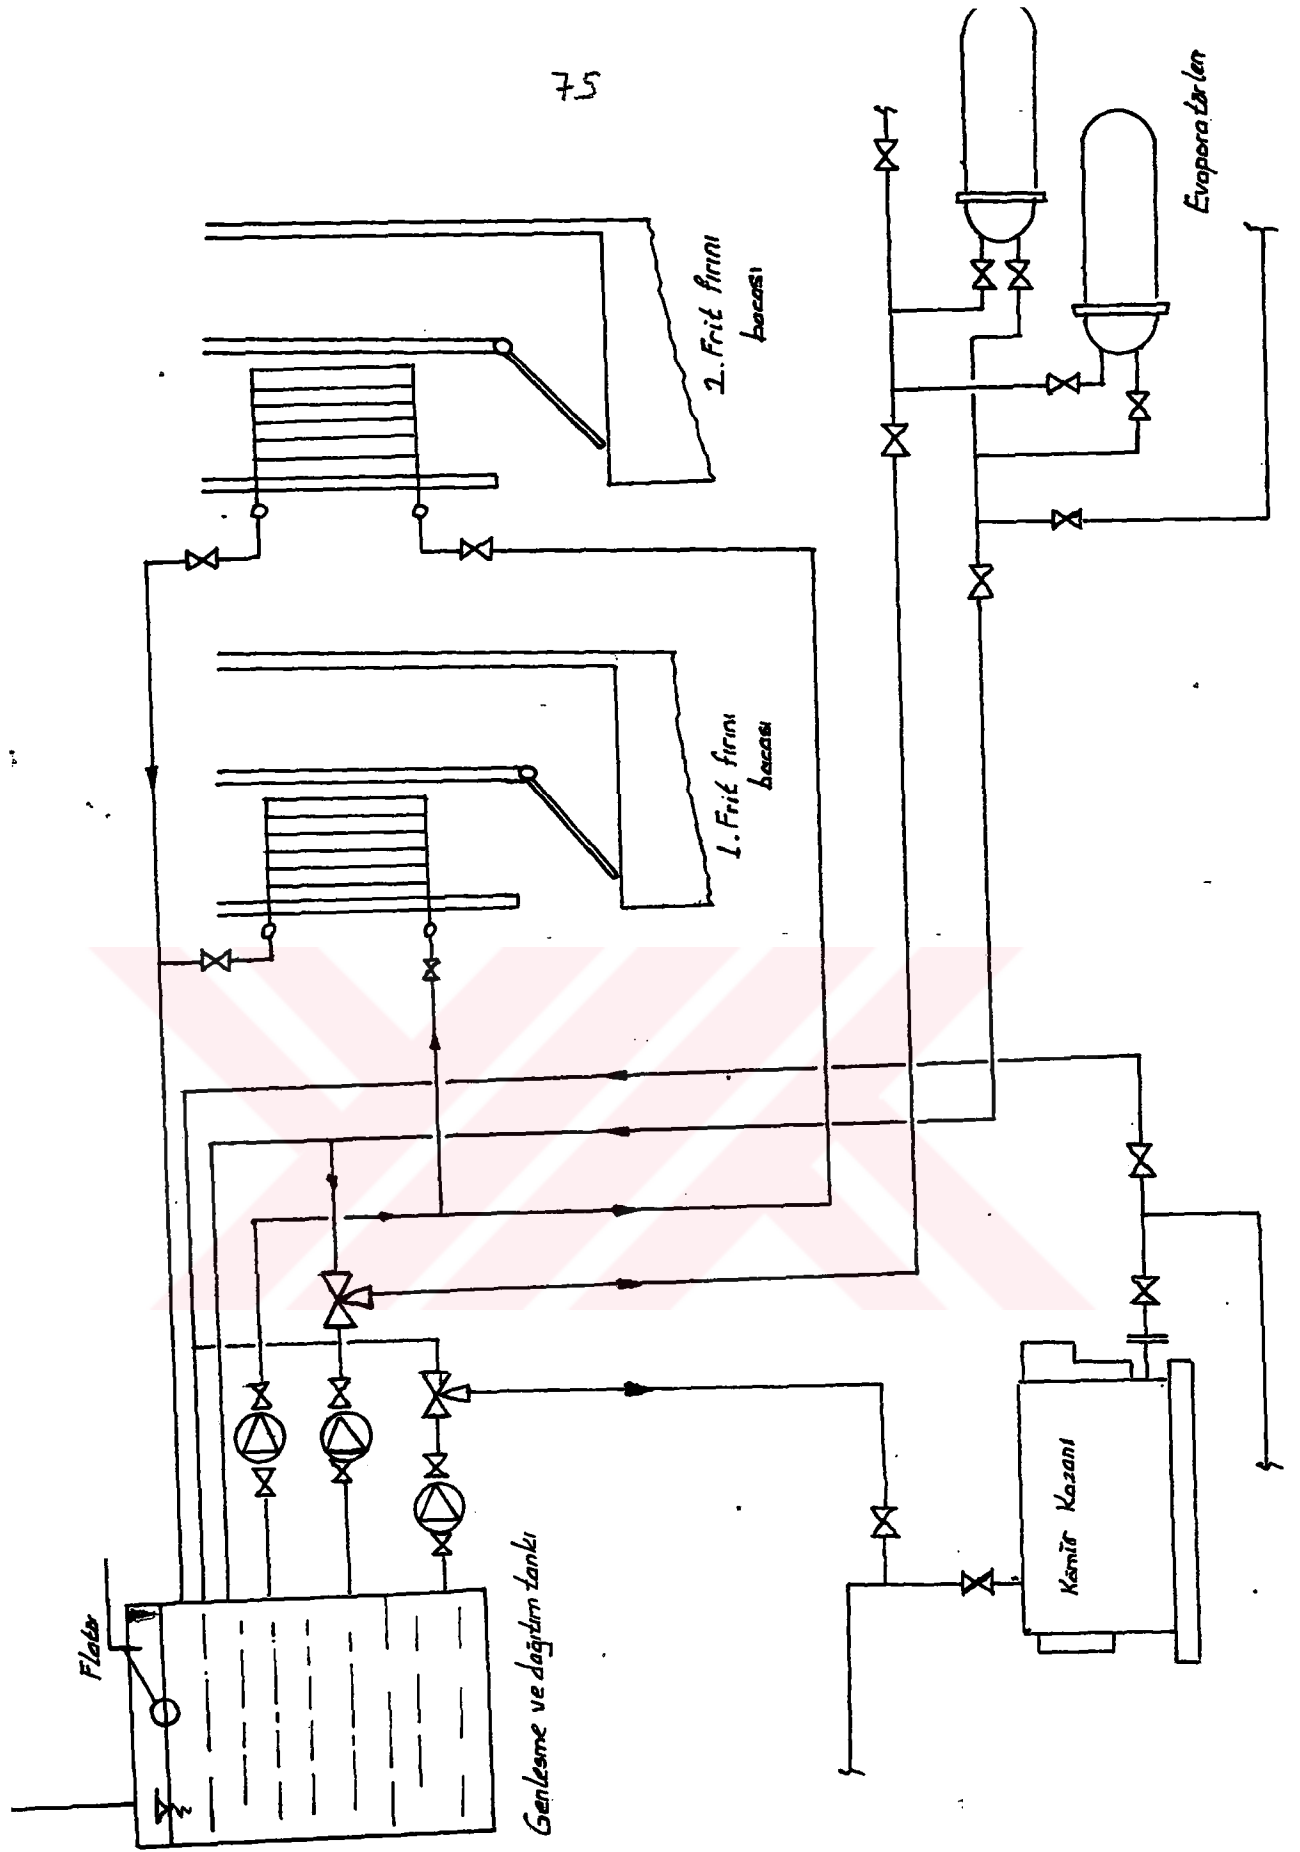 75
Evaporatörler
2. Frit fırını
bacası
1. Frit fırını
bacası
Flatör
Genleşme ve dağıtım tankı
Kömür Kazanı